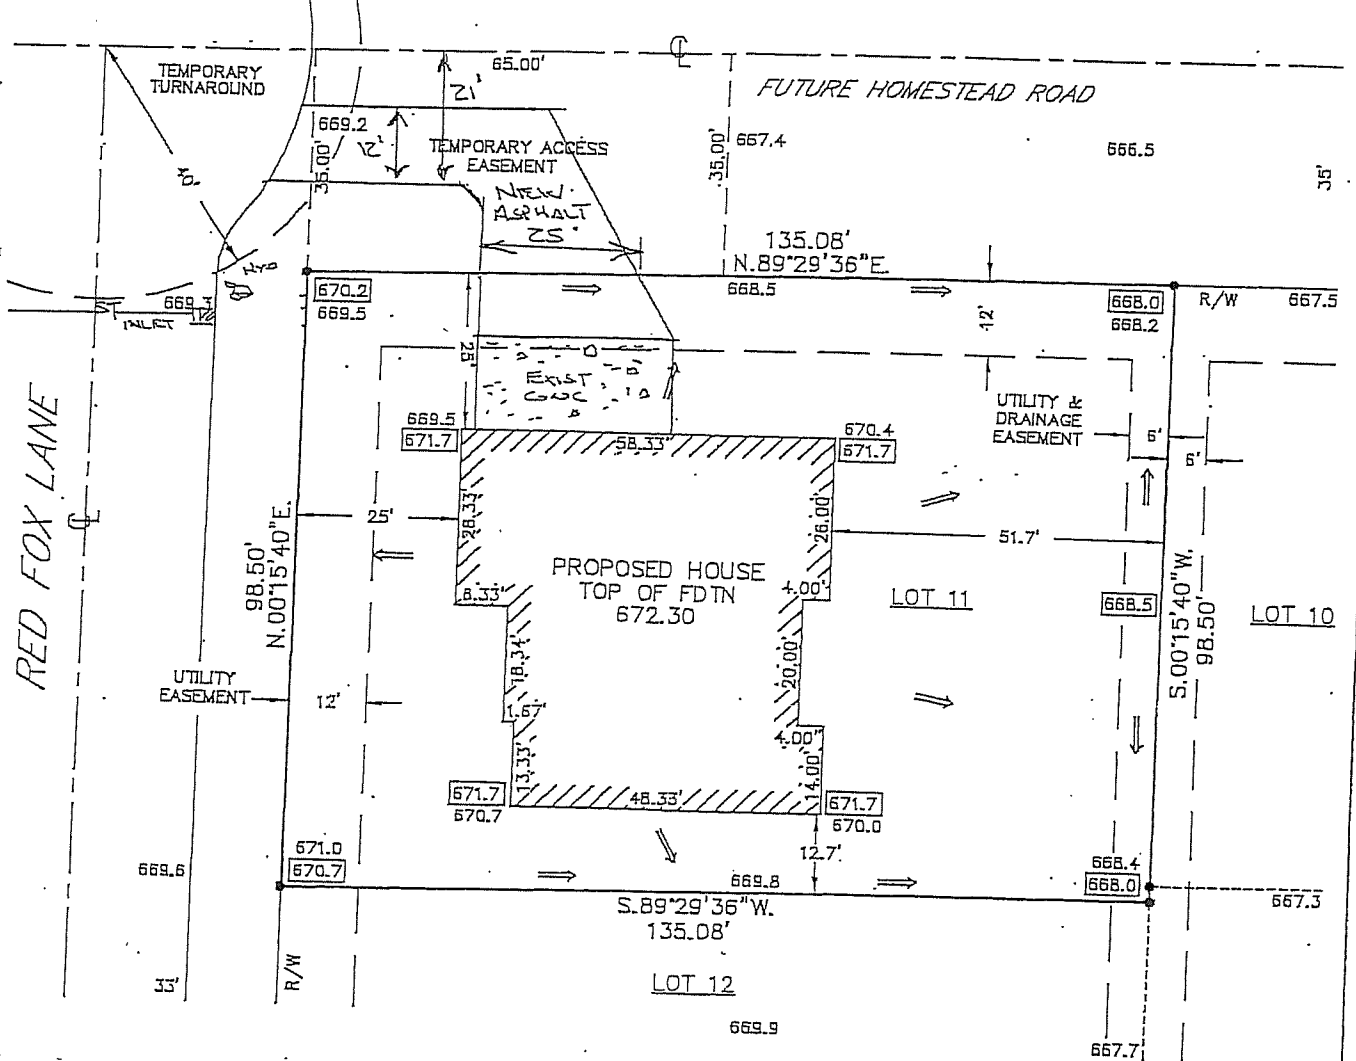 ℄
65.00'
TEMPORARY
TURNAROUND
21'
FUTURE HOMESTEAD ROAD
669.2
12'
TEMPORARY ACCESS
EASEMENT
35.00'
35.00'
667.4
666.5
35'
NEW
ASPHALT
25'
135.08'
N.89°29'36"E.
HYD
670.2
669.5
668.5
12'
668.0
668.2
R/W
667.5
669.3
INLET
25'
EXIST
CONC
UTILITY &
DRAINAGE
EASEMENT
6'
6'
669.5
671.7
58.33'
670.4
671.7
RED FOX LANE
℄
98.50'
N.00°15'40"E.
25'
28.33'
26.00'
51.7'
PROPOSED HOUSE
TOP OF FDTN
672.30
8.33'
4.00'
LOT 11
668.5
S.00°15'40"W.
98.50'
LOT 10
18.34'
20.00'
UTILITY
EASEMENT
12'
1.67'
4.00"
13.33'
14.00'
671.7
670.7
48.33'
671.7
670.0
12.7'
671.0
670.7
669.6
669.8
668.4
668.0
667.3
S.89°29'36"W.
135.08'
33'
R/W
LOT 12
669.9
667.7